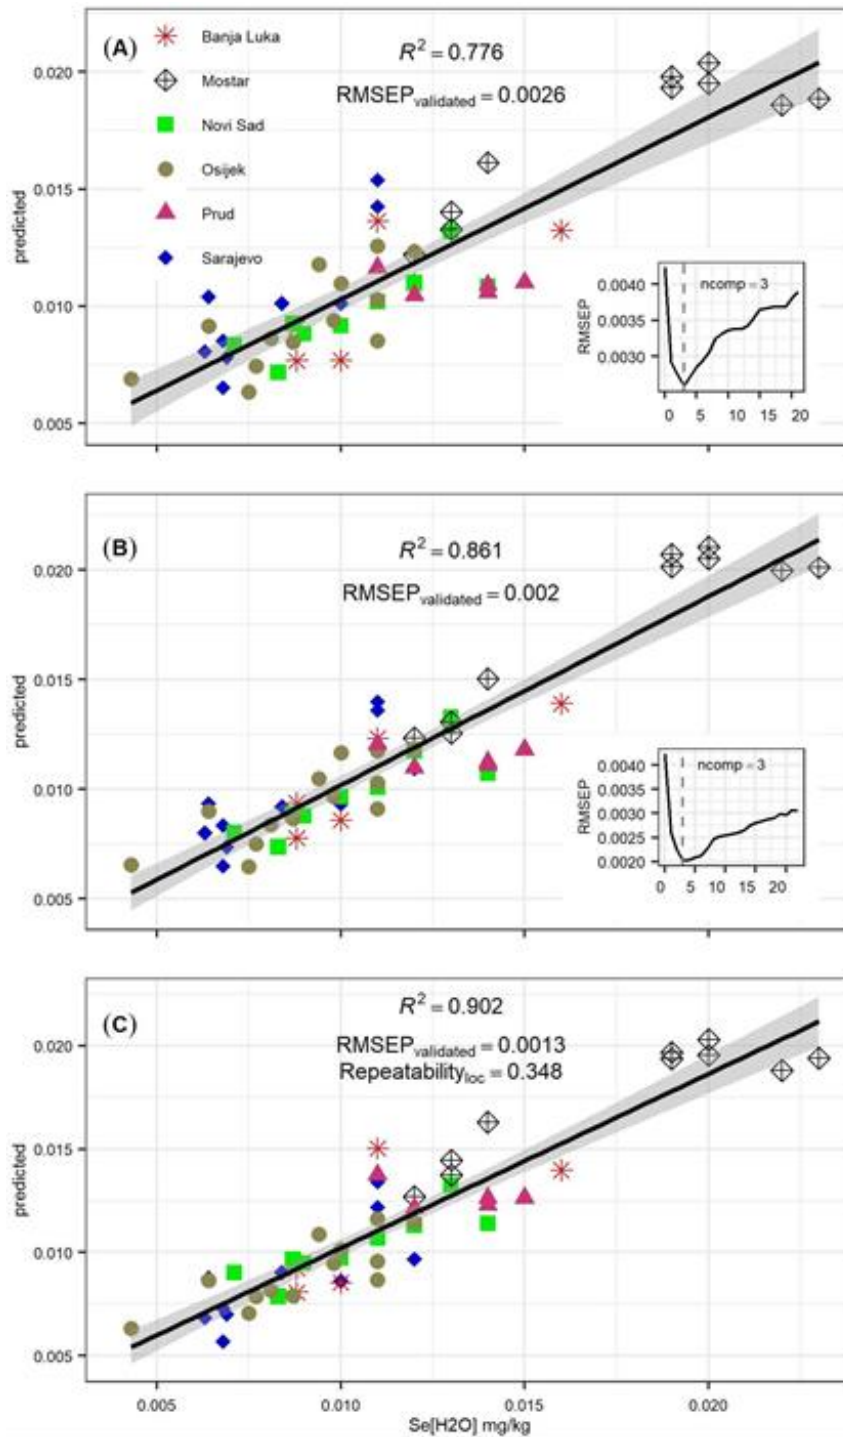 (A)
Banja Luka
Mostar
Novi Sad
Osijek
Prud
Sarajevo
R² = 0.776
RMSEPvalidated = 0.0026
predicted
0.020
0.015
0.010
0.005
RMSEP
0.0040
0.0035
0.0030
ncomp = 3
0 5 10 15 20
(B)
R² = 0.861
RMSEPvalidated = 0.002
predicted
0.020
0.015
0.010
0.005
RMSEP
0.0040
0.0035
0.0030
0.0025
0.0020
ncomp = 3
0 5 10 15 20
(C)
R² = 0.902
RMSEPvalidated = 0.0013
Repeatabilityloc = 0.348
predicted
0.020
0.015
0.010
0.005
0.005 0.010 0.015 0.020
Se[H2O] mg/kg